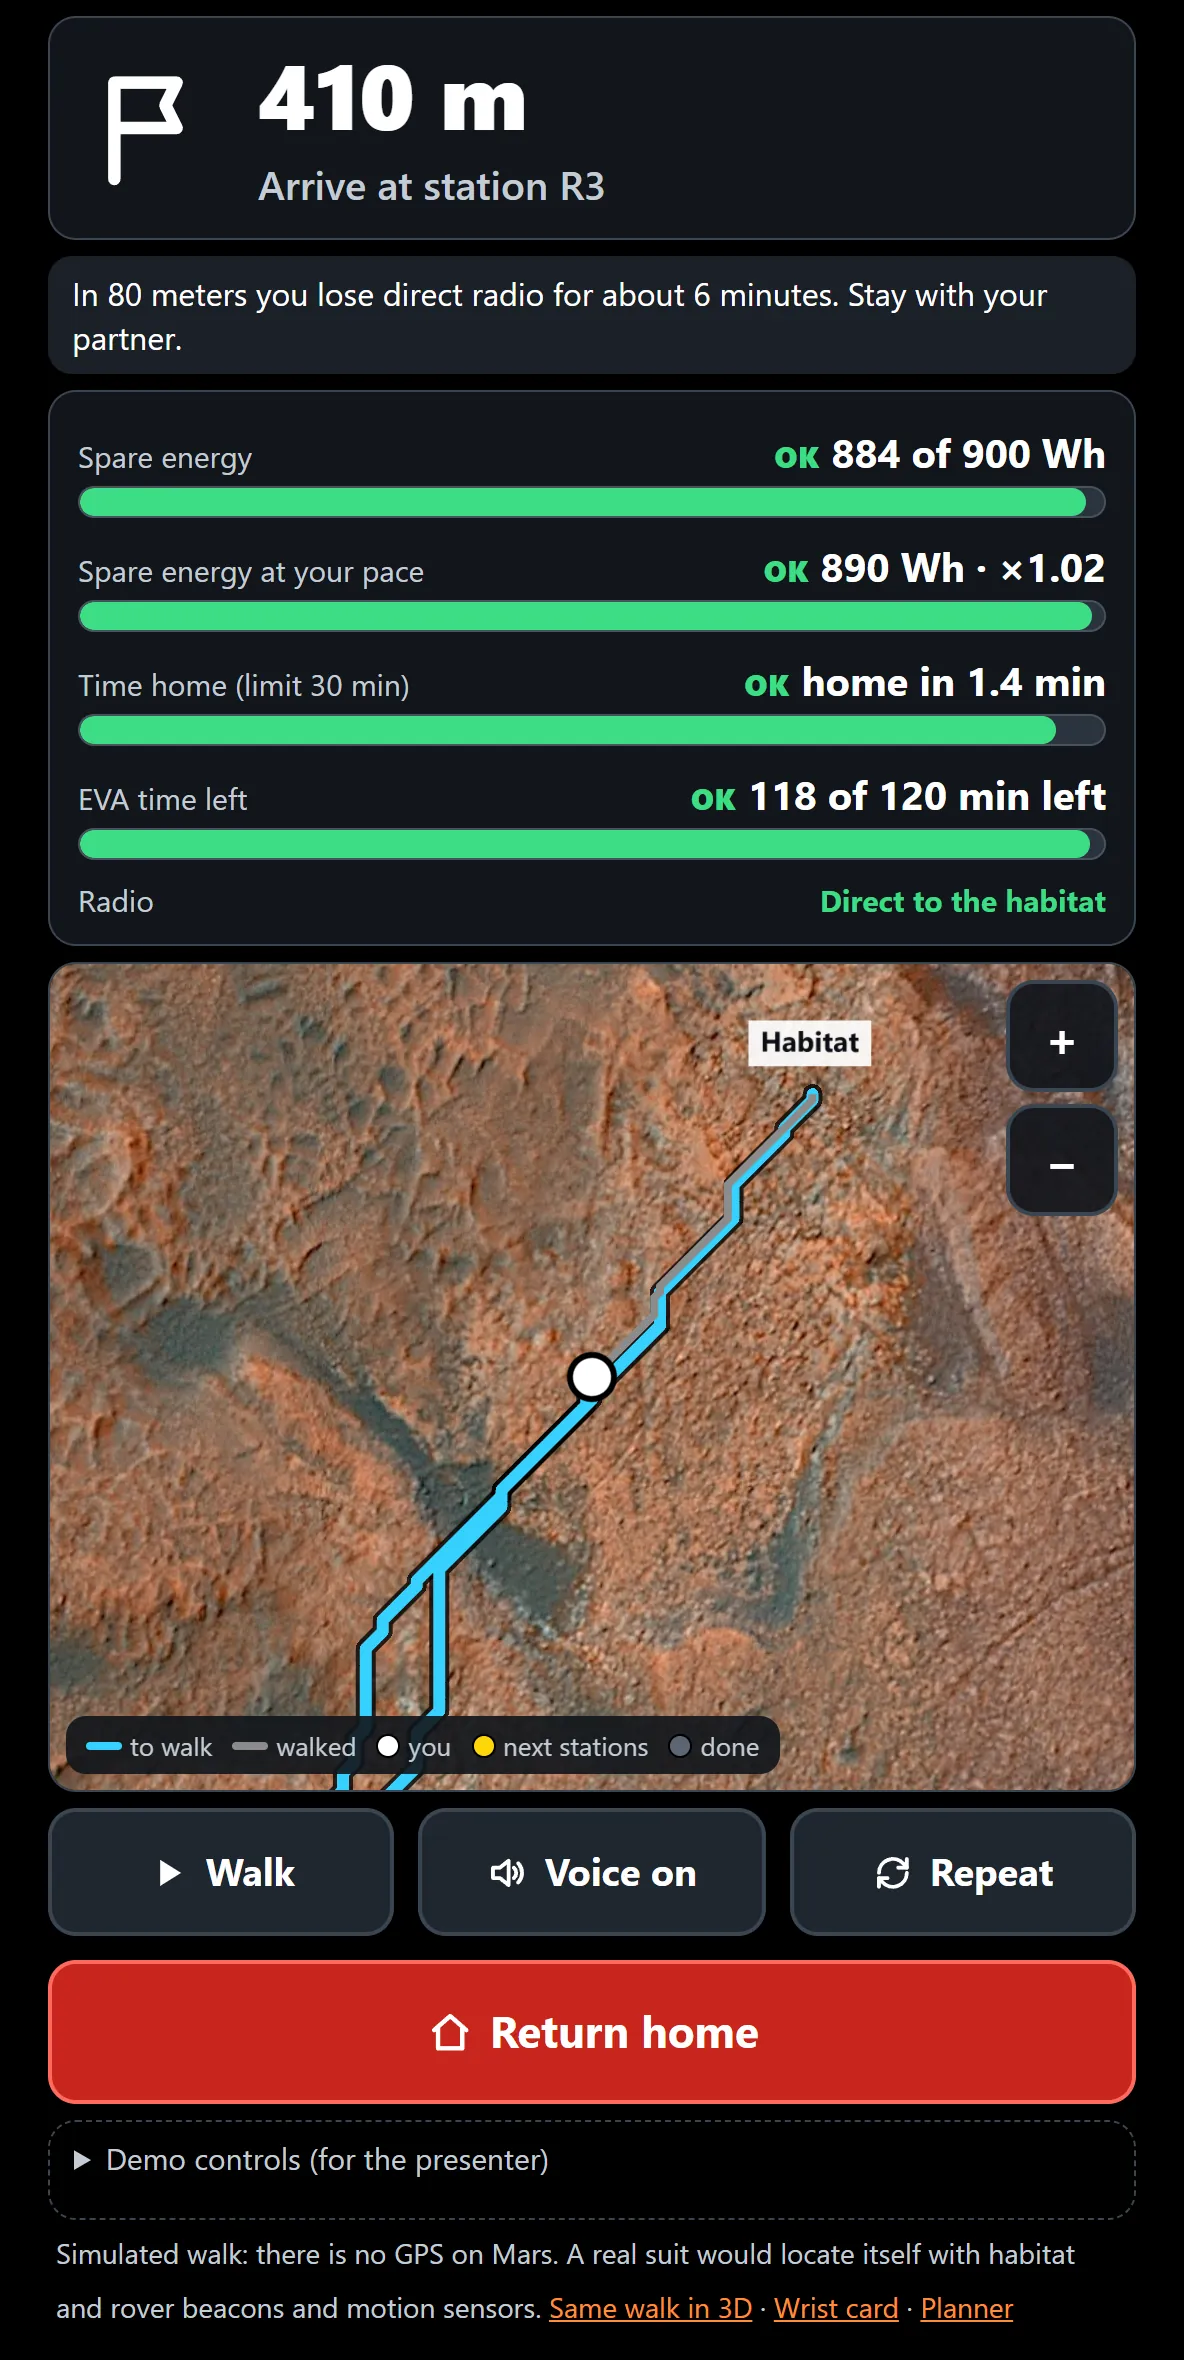 410 m
Arrive at station R3
In 80 meters you lose direct radio for about 6 minutes. Stay with your
partner.
Spare energy OK 884 of 900 Wh
Spare energy at your pace OK 890 Wh · ×1.02
Time home (limit 30 min) OK home in 1.4 min
EVA time left OK 118 of 120 min left
Radio Direct to the habitat
Habitat
+
−
to walk walked you next stations done
Walk Voice on Repeat
Return home
Demo controls (for the presenter)
Simulated walk: there is no GPS on Mars. A real suit would locate itself with habitat
and rover beacons and motion sensors. Same walk in 3D · Wrist card · Planner